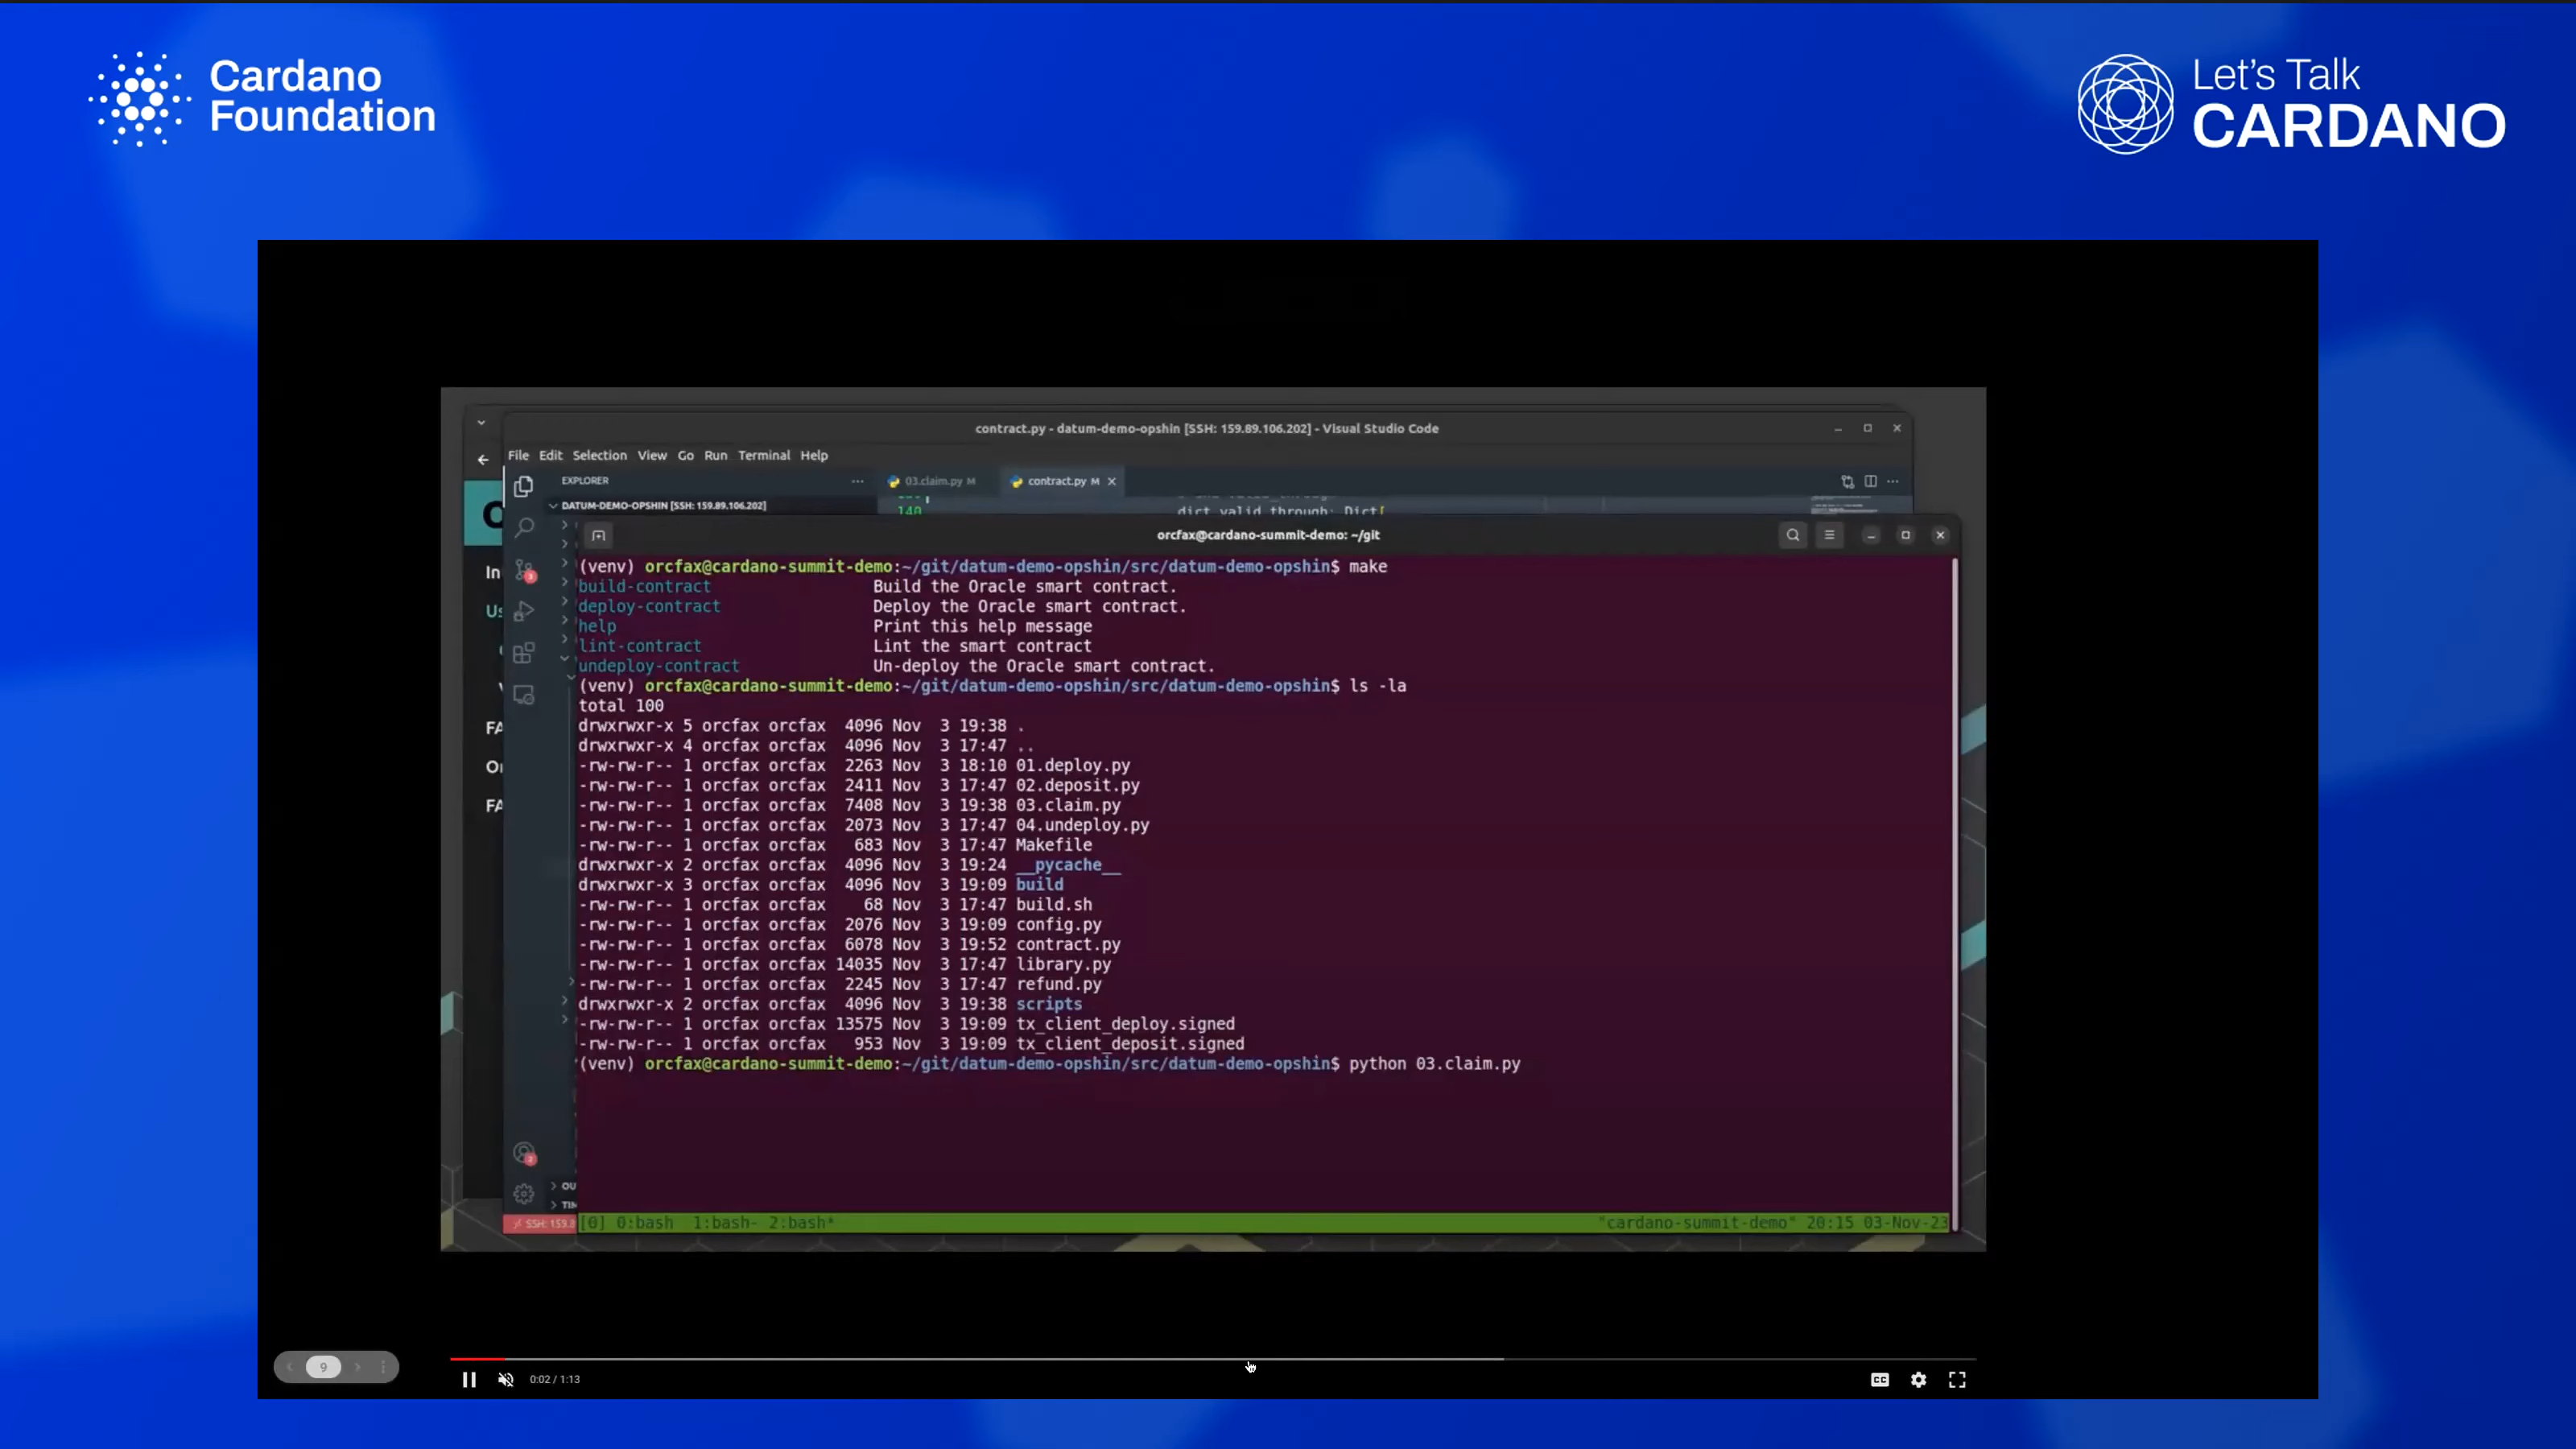 Cardano
Foundation
Let's Talk
CARDANO
contract.py - datum-demo-opshin [SSH: 159.89.106.202] - Visual Studio Code
File Edit Selection View Go Run Terminal Help
EXPLORER
03.claim.py M
contract.py M
DATUM-DEMO-OPSHIN [SSH: 159.89.106.202]
140 dict_valid_through: Dict[
orcfax@cardano-summit-demo: ~/git
(venv) orcfax@cardano-summit-demo:~/git/datum-demo-opshin/src/datum-demo-opshin$ make
build-contract Build the Oracle smart contract.
deploy-contract Deploy the Oracle smart contract.
help Print this help message
lint-contract Lint the smart contract
undeploy-contract Un-deploy the Oracle smart contract.
(venv) orcfax@cardano-summit-demo:~/git/datum-demo-opshin/src/datum-demo-opshin$ ls -la
total 100
drwxrwxr-x 5 orcfax orcfax 4096 Nov 3 19:38 .
drwxrwxr-x 4 orcfax orcfax 4096 Nov 3 17:47 ..
-rw-rw-r-- 1 orcfax orcfax 2263 Nov 3 18:10 01.deploy.py
-rw-rw-r-- 1 orcfax orcfax 2411 Nov 3 17:47 02.deposit.py
-rw-rw-r-- 1 orcfax orcfax 7408 Nov 3 19:38 03.claim.py
-rw-rw-r-- 1 orcfax orcfax 2073 Nov 3 17:47 04.undeploy.py
-rw-rw-r-- 1 orcfax orcfax 683 Nov 3 17:47 Makefile
drwxrwxr-x 2 orcfax orcfax 4096 Nov 3 19:24 __pycache__
drwxrwxr-x 3 orcfax orcfax 4096 Nov 3 19:09 build
-rw-rw-r-- 1 orcfax orcfax 68 Nov 3 17:47 build.sh
-rw-rw-r-- 1 orcfax orcfax 2076 Nov 3 19:09 config.py
-rw-rw-r-- 1 orcfax orcfax 6078 Nov 3 19:52 contract.py
-rw-rw-r-- 1 orcfax orcfax 14035 Nov 3 17:47 library.py
-rw-rw-r-- 1 orcfax orcfax 2245 Nov 3 17:47 refund.py
drwxrwxr-x 2 orcfax orcfax 4096 Nov 3 19:38 scripts
-rw-rw-r-- 1 orcfax orcfax 13575 Nov 3 19:09 tx_client_deploy.signed
-rw-rw-r-- 1 orcfax orcfax 953 Nov 3 19:09 tx_client_deposit.signed
(venv) orcfax@cardano-summit-demo:~/git/datum-demo-opshin/src/datum-demo-opshin$ python 03.claim.py
[0] 0:bash 1:bash- 2:bash* "cardano-summit-demo" 20:15 03-Nov-23
9
0:02 / 1:13
CC